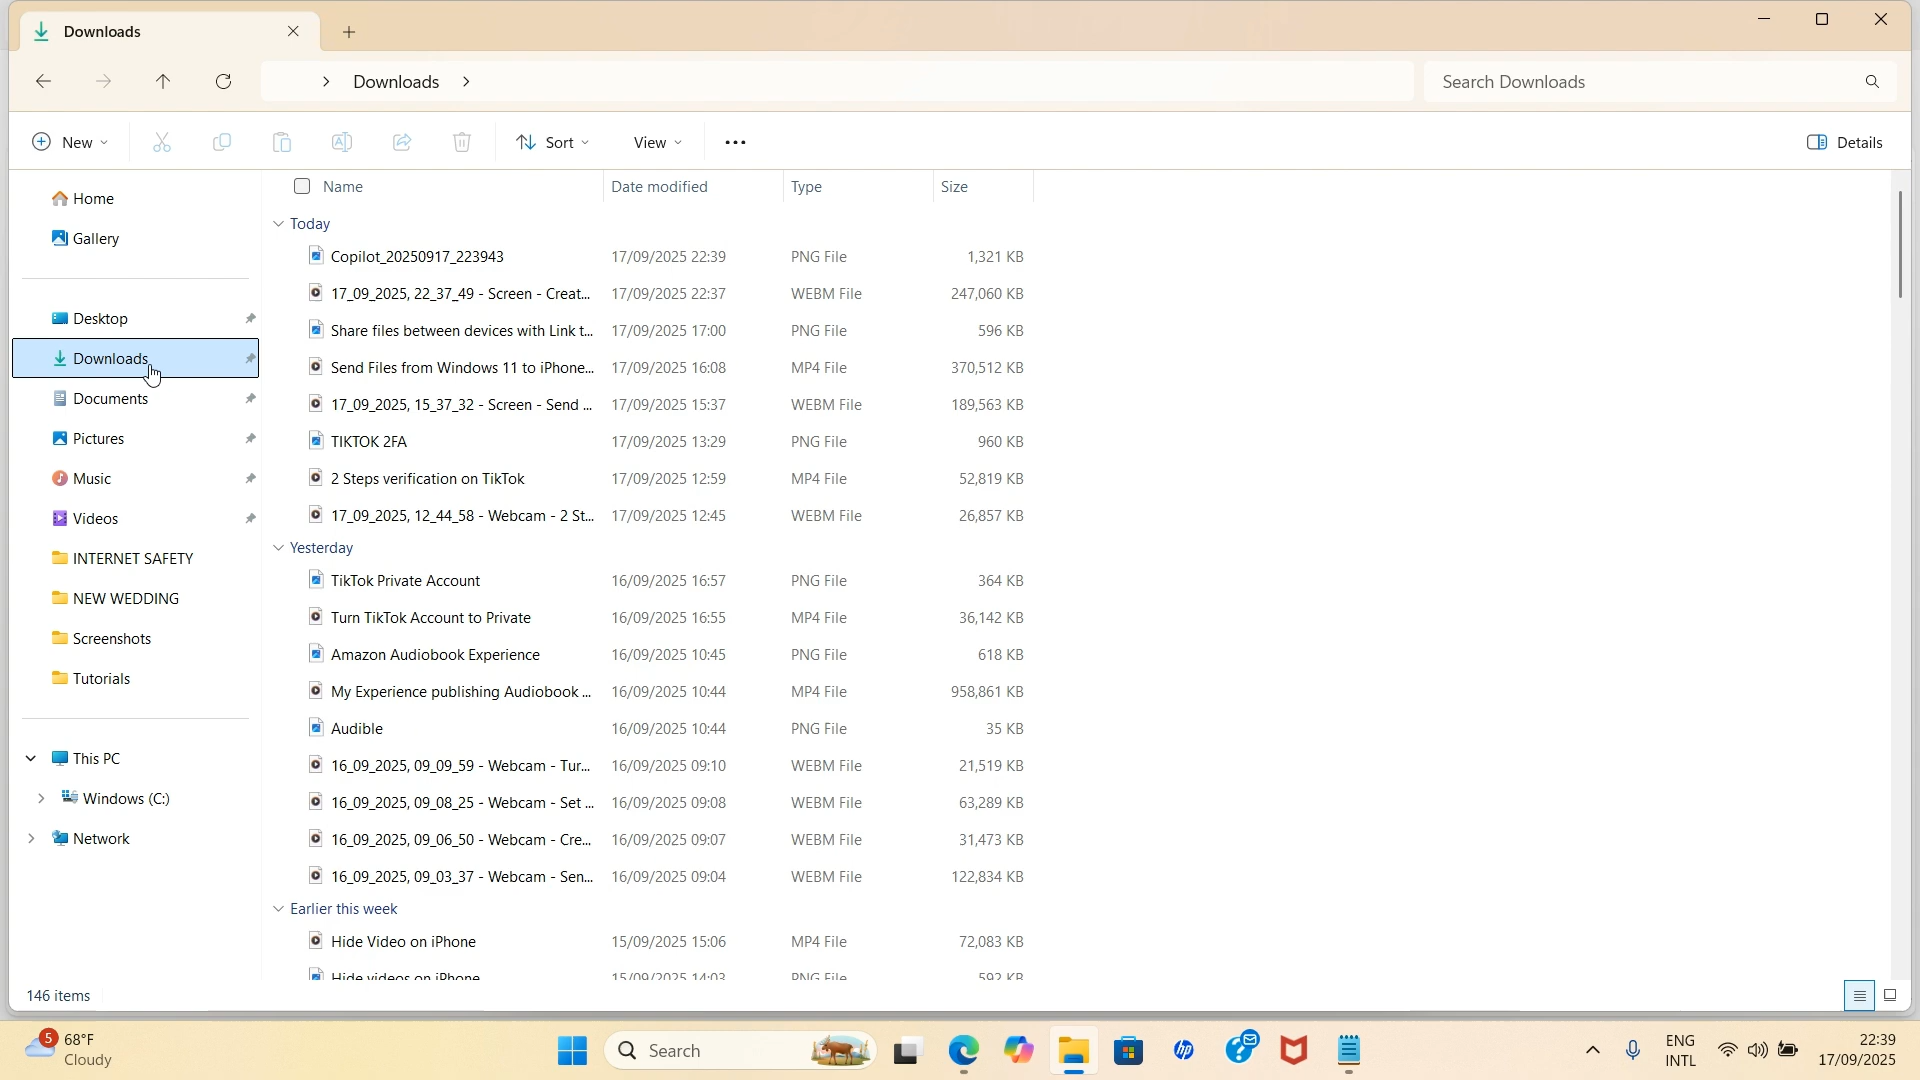 Downloads
Downloads
Search Downloads
New
Sort
View
Details
Home
Gallery
Desktop
Downloads
Documents
Pictures
Music
Videos
INTERNET SAFETY
NEW WEDDING
Screenshots
Tutorials
This PC
Windows (C:)
Network
Name Date modified Type Size
Today
Copilot_20250917_223943 17/09/2025 22:39 PNG File 1,321 KB
17_09_2025, 22_37_49 - Screen - Creat... 17/09/2025 22:37 WEBM File 247,060 KB
Share files between devices with Link t... 17/09/2025 17:00 PNG File 596 KB
Send Files from Windows 11 to iPhone... 17/09/2025 16:08 MP4 File 370,512 KB
17_09_2025, 15_37_32 - Screen - Send ... 17/09/2025 15:37 WEBM File 189,563 KB
TIKTOK 2FA 17/09/2025 13:29 PNG File 960 KB
2 Steps verification on TikTok 17/09/2025 12:59 MP4 File 52,819 KB
17_09_2025, 12_44_58 - Webcam - 2 St... 17/09/2025 12:45 WEBM File 26,857 KB
Yesterday
TikTok Private Account 16/09/2025 16:57 PNG File 364 KB
Turn TikTok Account to Private 16/09/2025 16:55 MP4 File 36,142 KB
Amazon Audiobook Experience 16/09/2025 10:45 PNG File 618 KB
My Experience publishing Audiobook ... 16/09/2025 10:44 MP4 File 958,861 KB
Audible 16/09/2025 10:44 PNG File 35 KB
16_09_2025, 09_09_59 - Webcam - Tur... 16/09/2025 09:10 WEBM File 21,519 KB
16_09_2025, 09_08_25 - Webcam - Set ... 16/09/2025 09:08 WEBM File 63,289 KB
16_09_2025, 09_06_50 - Webcam - Cre... 16/09/2025 09:07 WEBM File 31,473 KB
16_09_2025, 09_03_37 - Webcam - Sen... 16/09/2025 09:04 WEBM File 122,834 KB
Earlier this week
Hide Video on iPhone 15/09/2025 15:06 MP4 File 72,083 KB
Hide videos on iPhone 15/09/2025 14:03 PNG File 592 KB
146 items
5
68°F
Cloudy
Search
hp
ENG
INTL
22:39
17/09/2025